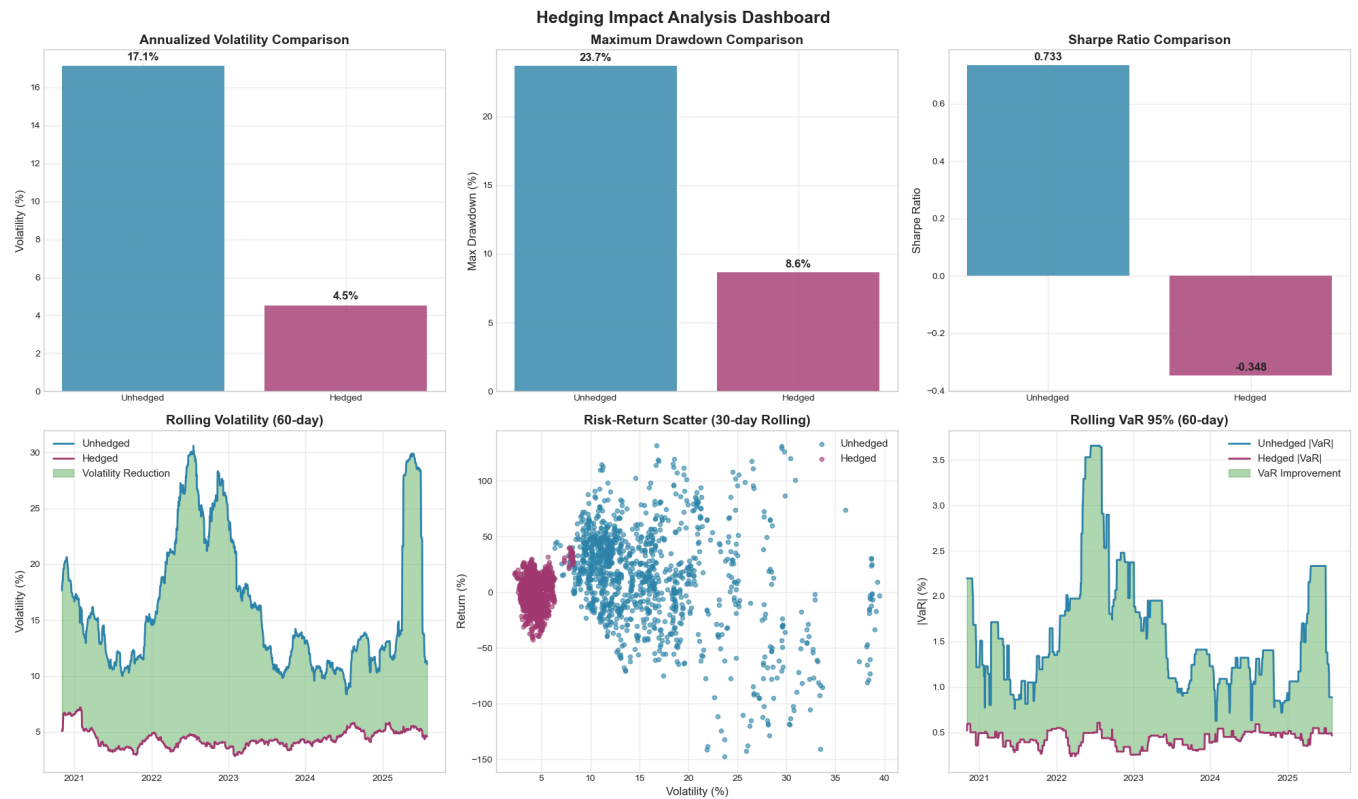 Hedging Impact Analysis Dashboard
Annualized Volatility Comparison
17.1%
4.5%
Volatility (%)
16
14
12
10
8
6
4
2
0
Unhedged
Hedged
Maximum Drawdown Comparison
23.7%
8.6%
Max Drawdown (%)
20
15
10
5
0
Unhedged
Hedged
Sharpe Ratio Comparison
0.733
-0.348
Sharpe Ratio
0.6
0.4
0.2
0.0
−0.2
−0.4
Unhedged
Hedged
Rolling Volatility (60-day)
Unhedged
Hedged
Volatility Reduction
Volatility (%)
30
25
20
15
10
5
2021
2022
2023
2024
2025
Risk-Return Scatter (30-day Rolling)
Unhedged
Hedged
Return (%)
100
50
0
−50
−100
−150
5
10
15
20
25
30
35
40
Volatility (%)
Rolling VaR 95% (60-day)
Unhedged |VaR|
Hedged |VaR|
VaR Improvement
|VaR| (%)
3.5
3.0
2.5
2.0
1.5
1.0
0.5
2021
2022
2023
2024
2025